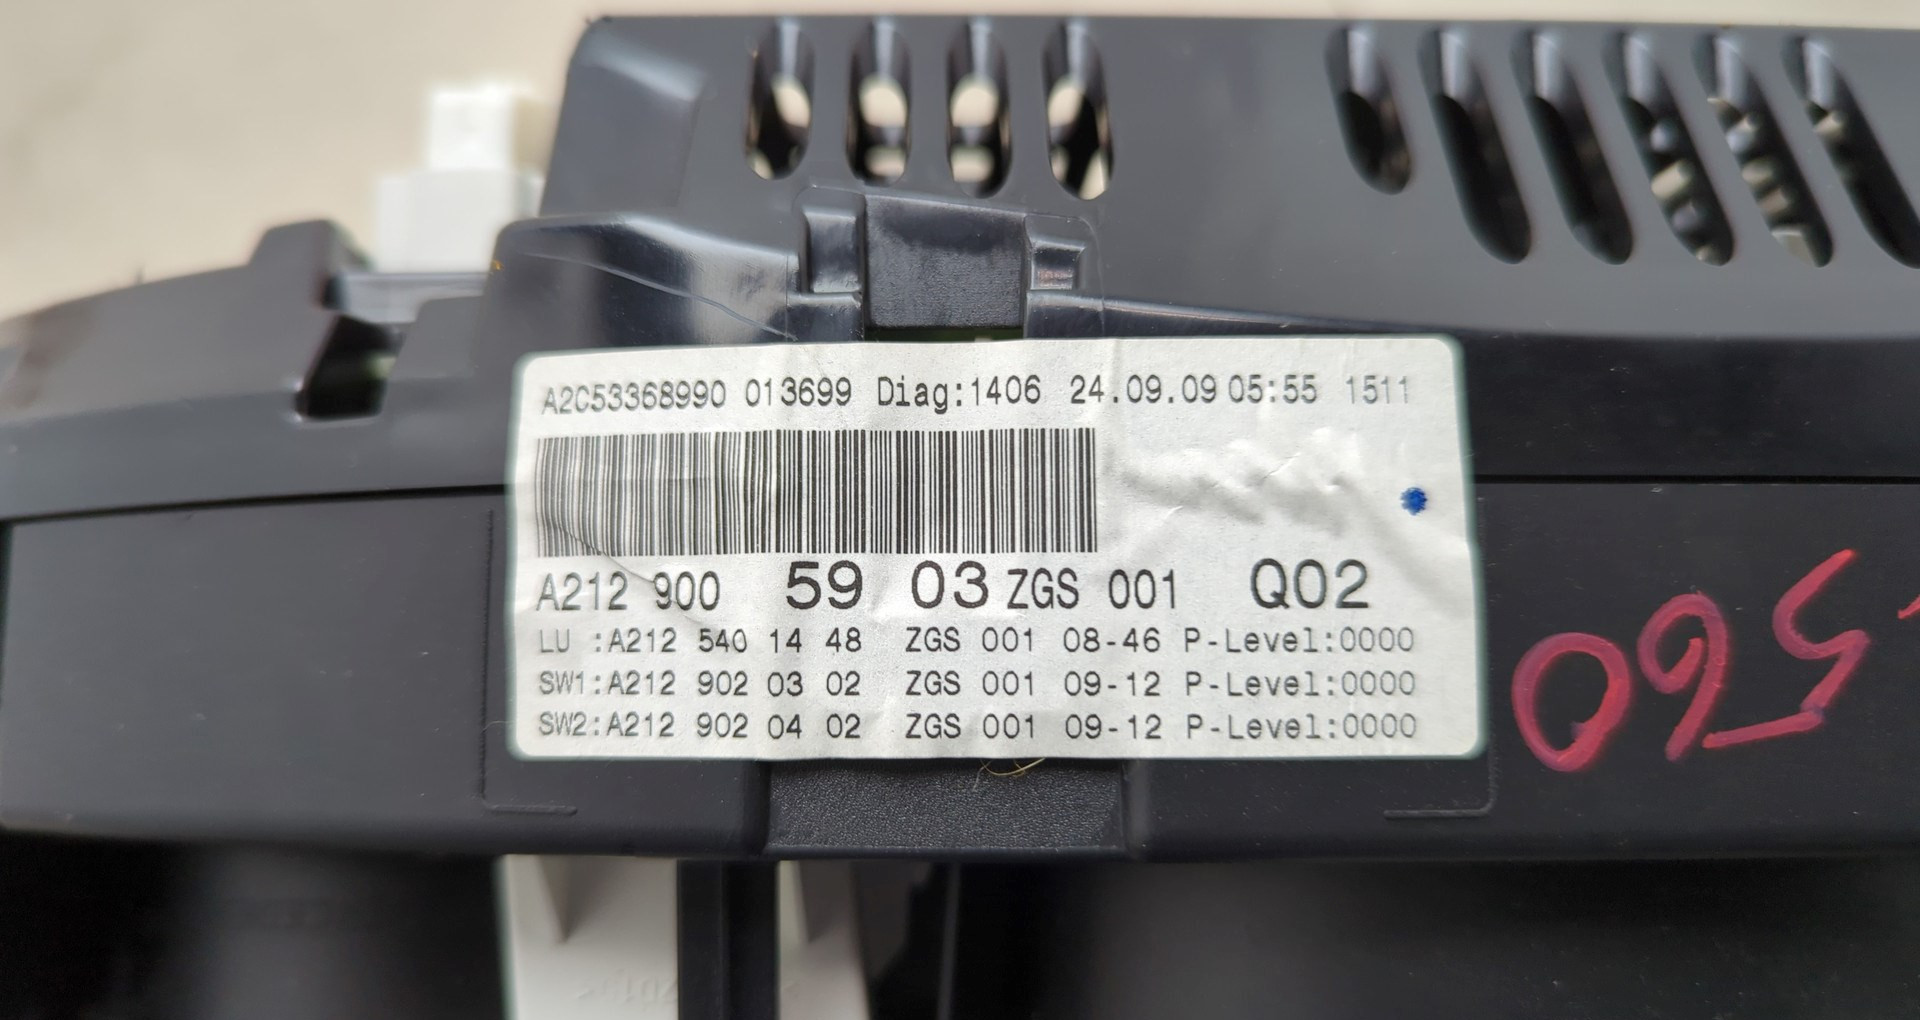 A2C53368990 013699 Diag:1406 24.09.09 05:55 1511
A212 900 59 03 ZGS 001 Q02
LU :A212 540 14 48 ZGS 001 08-46 P-Level:0000
SW1:A212 902 03 02 ZGS 001 09-12 P-Level:0000
SW2:A212 902 04 02 ZGS 001 09-12 P-Level:0000